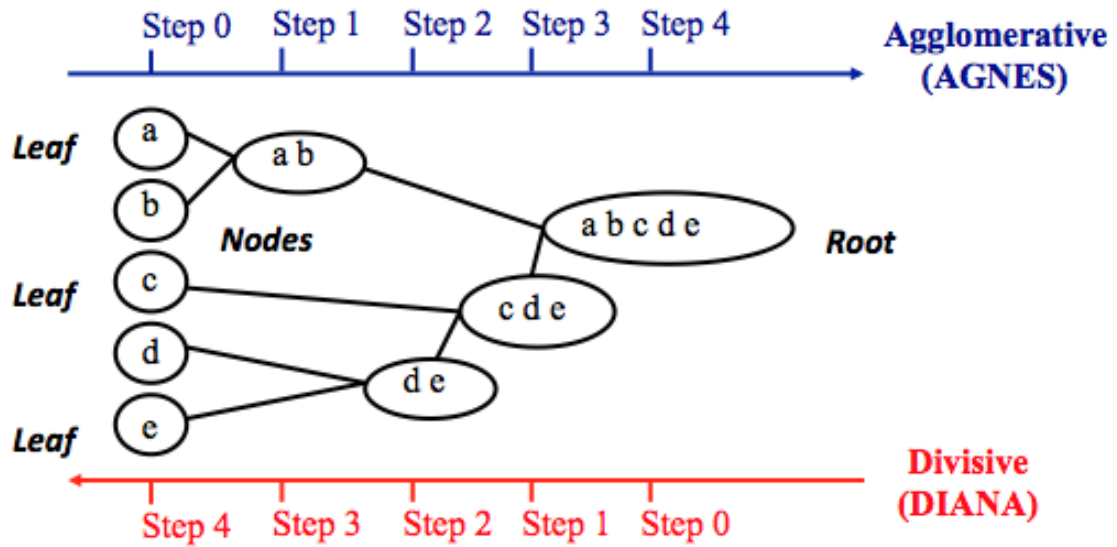 Step 0 Step 1 Step 2 Step 3 Step 4
Agglomerative
(AGNES)
Leaf
a
a b
b
Nodes
a b c d e
Root
Leaf
c
c d e
d
d e
e
Leaf
Divisive
(DIANA)
Step 4 Step 3 Step 2 Step 1 Step 0